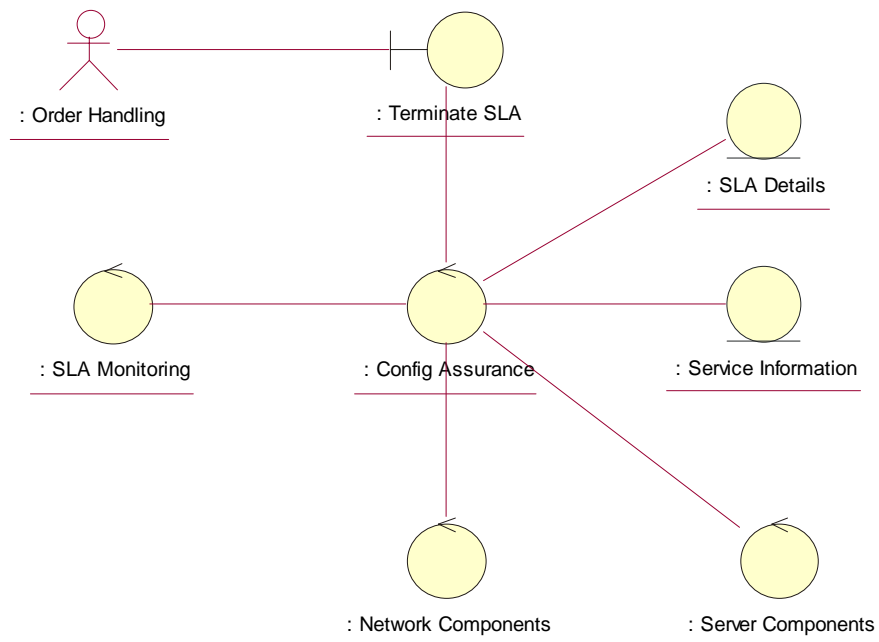 : Order Handling
: Terminate SLA
: SLA Details
: SLA Monitoring
: Config Assurance
: Service Information
: Network Components
: Server Components